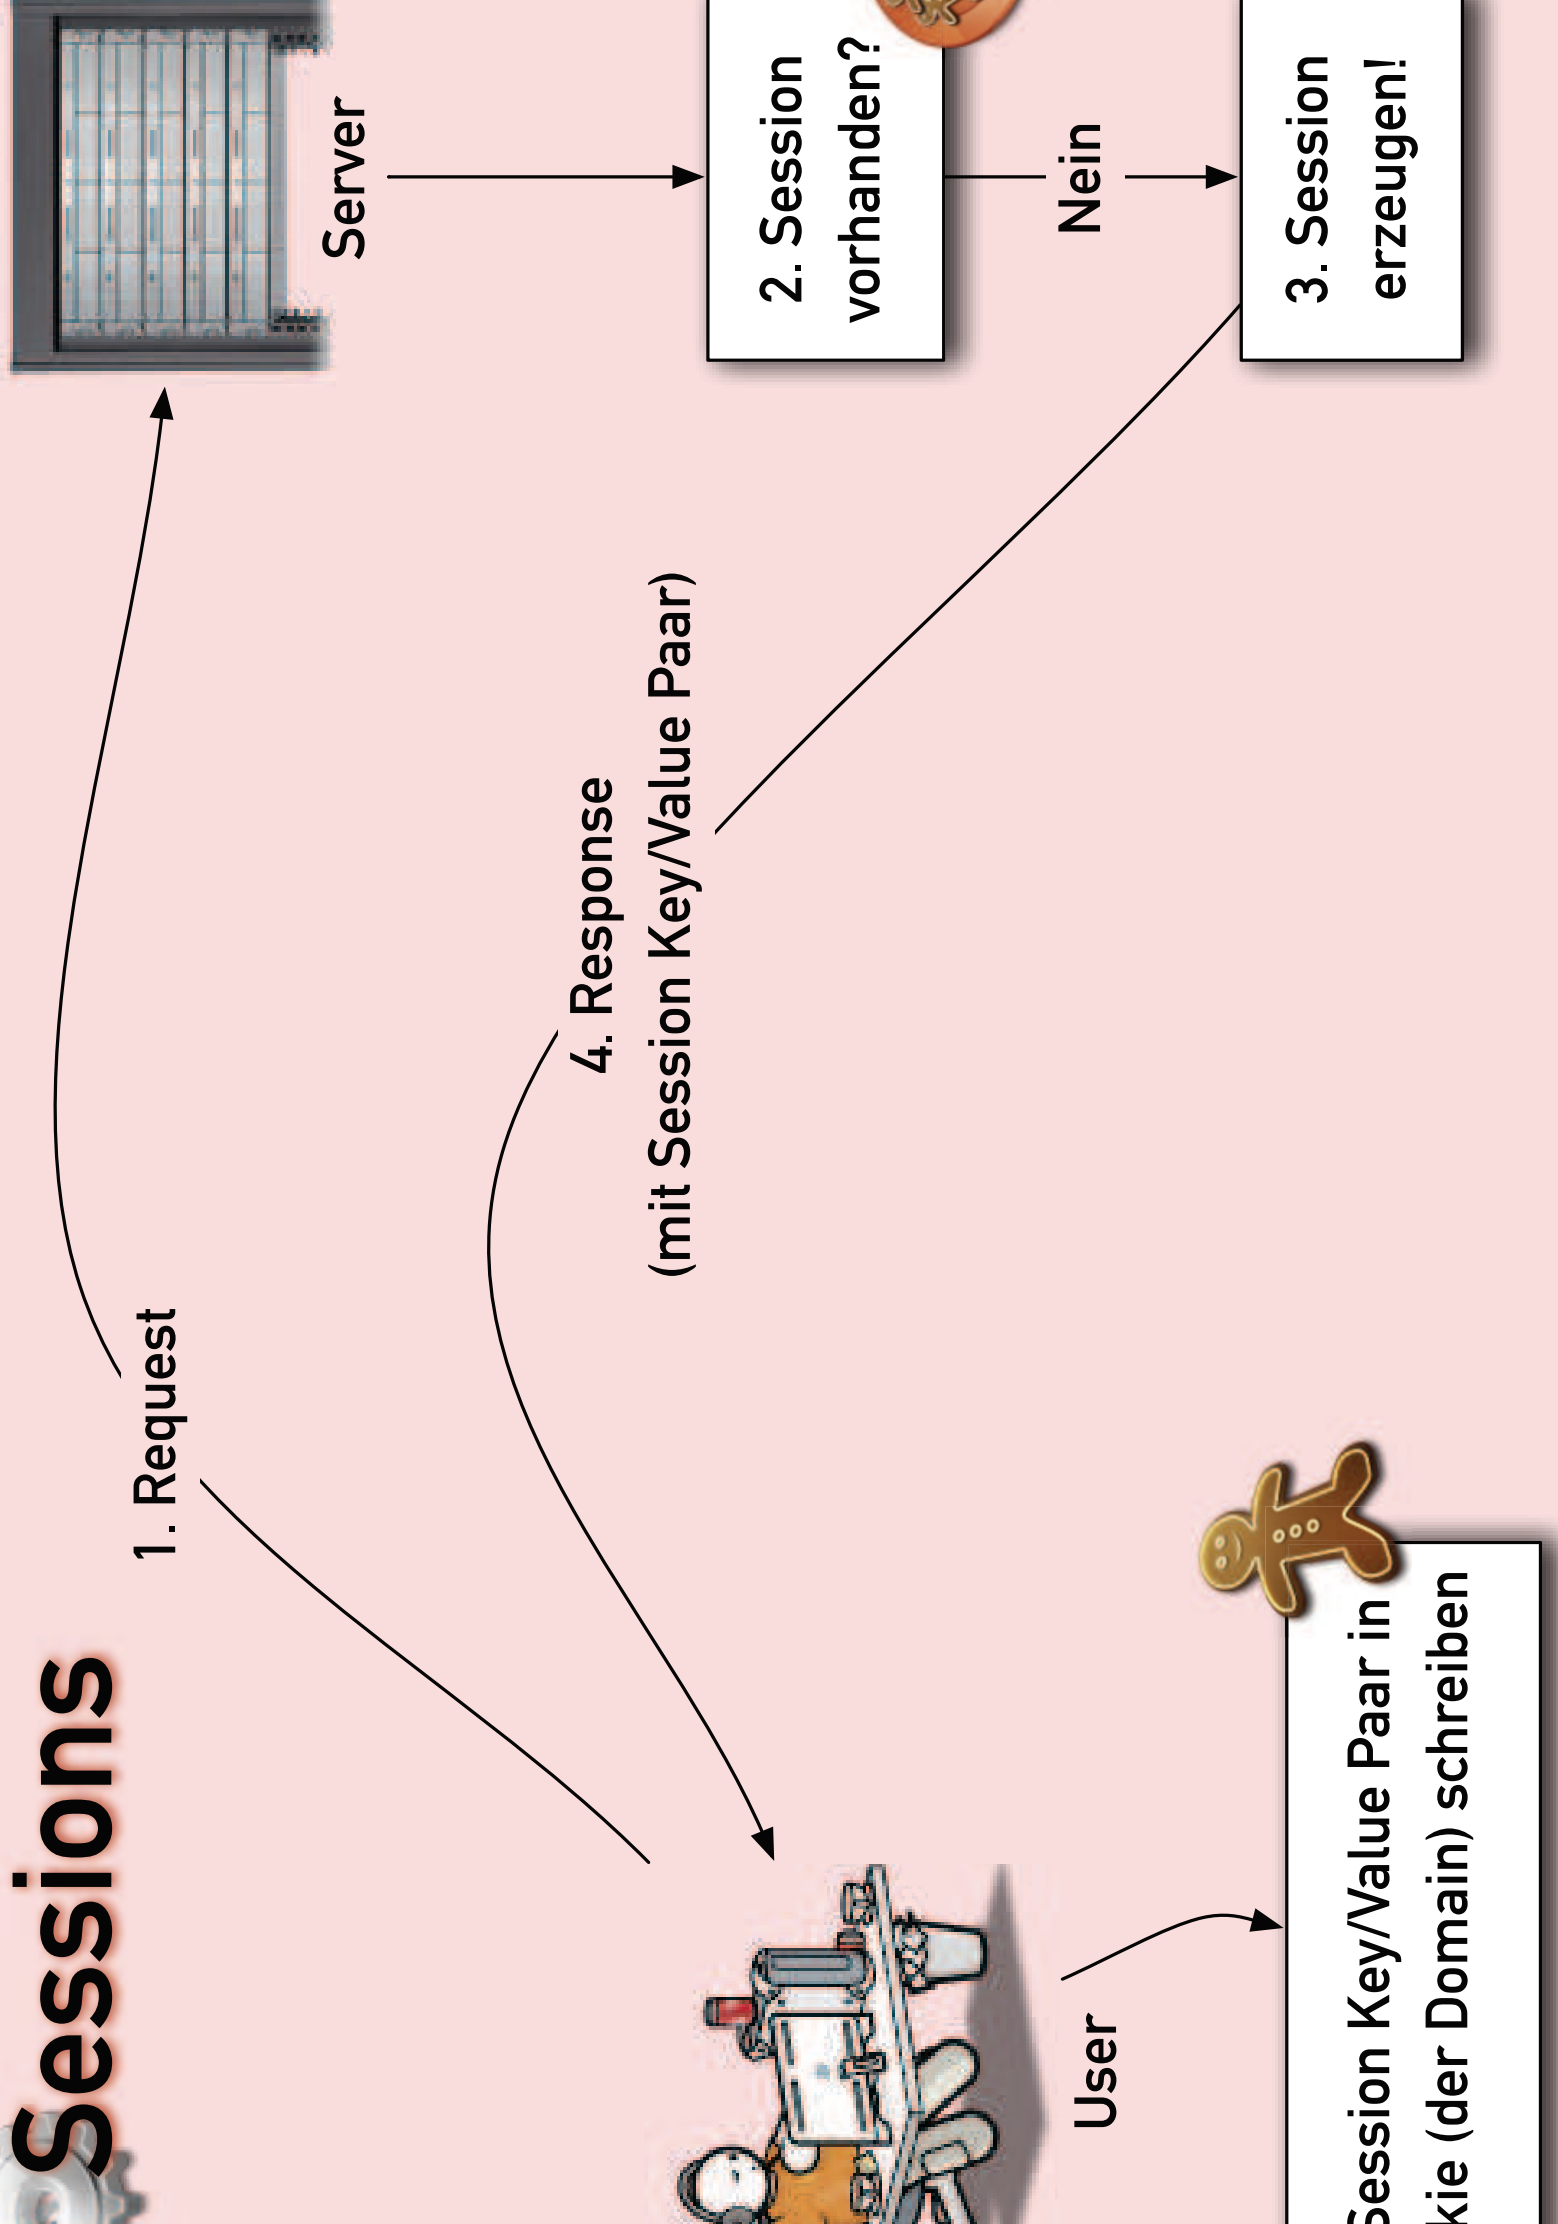 Sessions
1. Request
Server
4. Response
(mit Session Key/Value Paar)
2. Session
vorhanden?
Nein
3. Session
erzeugen!
User
Session Key/Value Paar in
kie (der Domain) schreiben